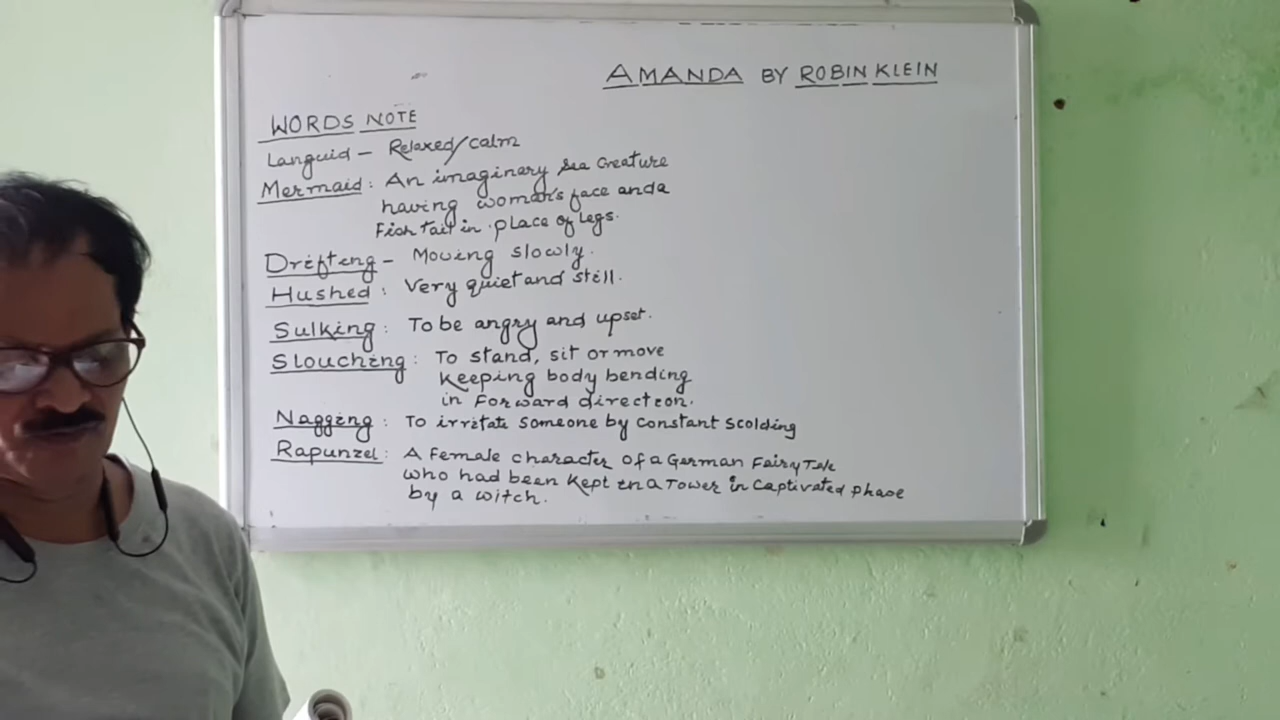 AMANDA BY ROBIN KLEIN
WORDS NOTE
Languid - Relaxed/calm
Mermaid: An imaginary sea creature
having woman's face and a
Fish tail in place of legs.
Drifting - Moving slowly.
Hushed: Very quiet and still.
Sulking: To be angry and upset.
Slouching: To stand, sit or move
keeping body bending
in Forward direction.
Nagging: To irritate someone by constant scolding
Rapunzel: A Female character of a German Fairy Tale
who had been kept in a Tower in captivated phase
by a witch.